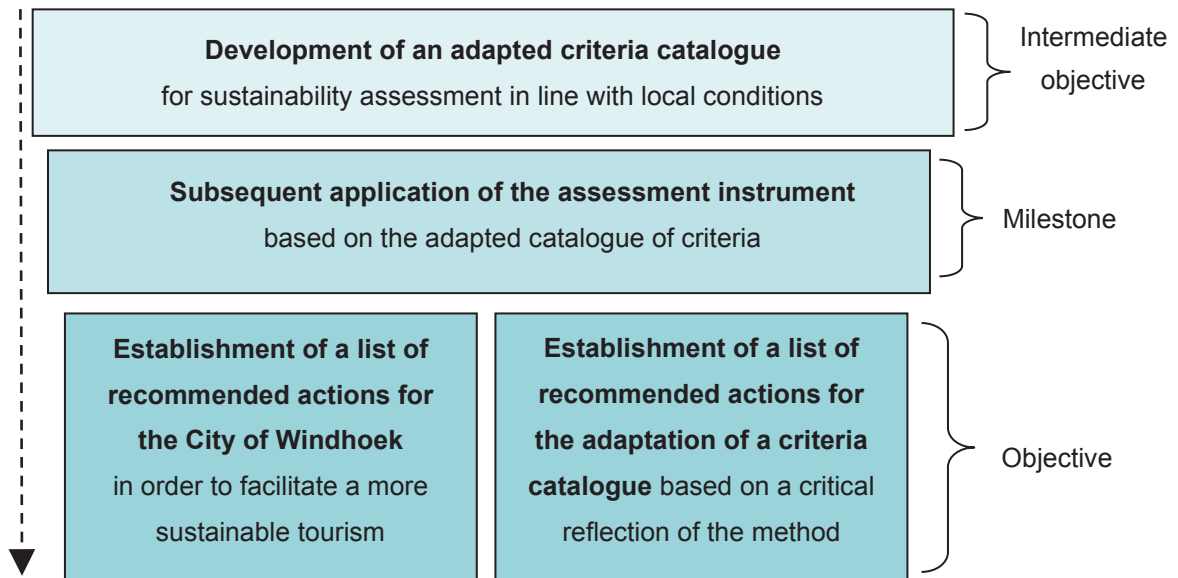 Development of an adapted criteria catalogue
for sustainability assessment in line with local conditions
Intermediate
objective
Subsequent application of the assessment instrument
based on the adapted catalogue of criteria
Milestone
Establishment of a list of
recommended actions for
the City of Windhoek
in order to facilitate a more
sustainable tourism
Establishment of a list of
recommended actions for
the adaptation of a criteria
catalogue based on a critical
reflection of the method
Objective